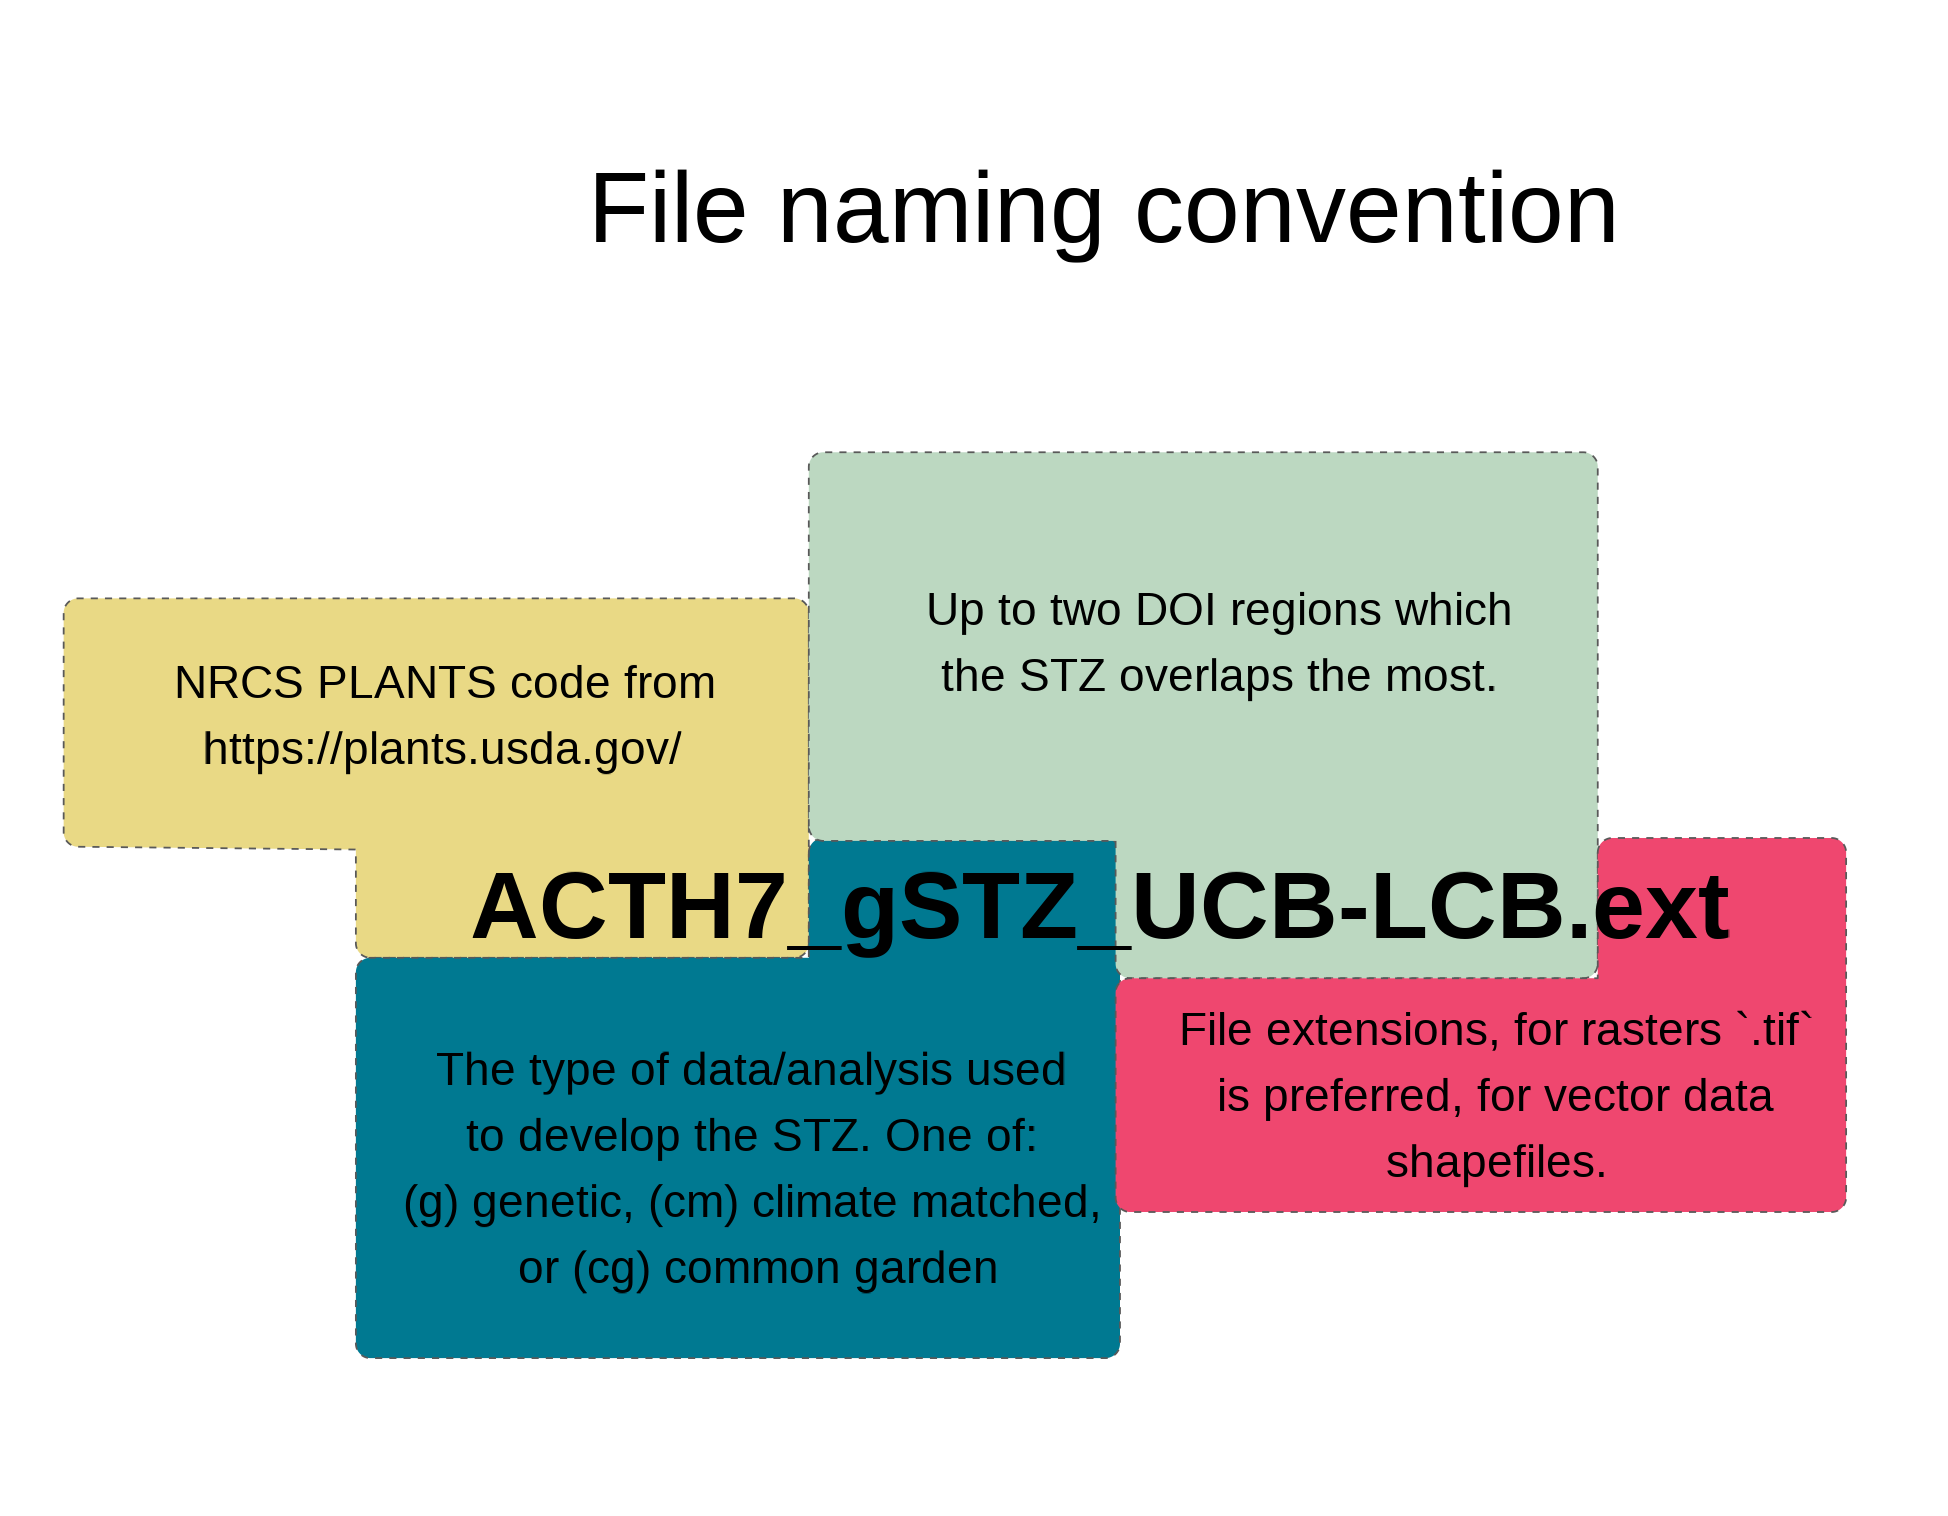 File naming convention
Up to two DOI regions which
the STZ overlaps the most.
NRCS PLANTS code from
https://plants.usda.gov/
ACTH7_gSTZ_UCB-LCB.ext
The type of data/analysis used
to develop the STZ. One of:
(g) genetic, (cm) climate matched,
or (cg) common garden
File extensions, for rasters `.tif`
is preferred, for vector data
shapefiles.